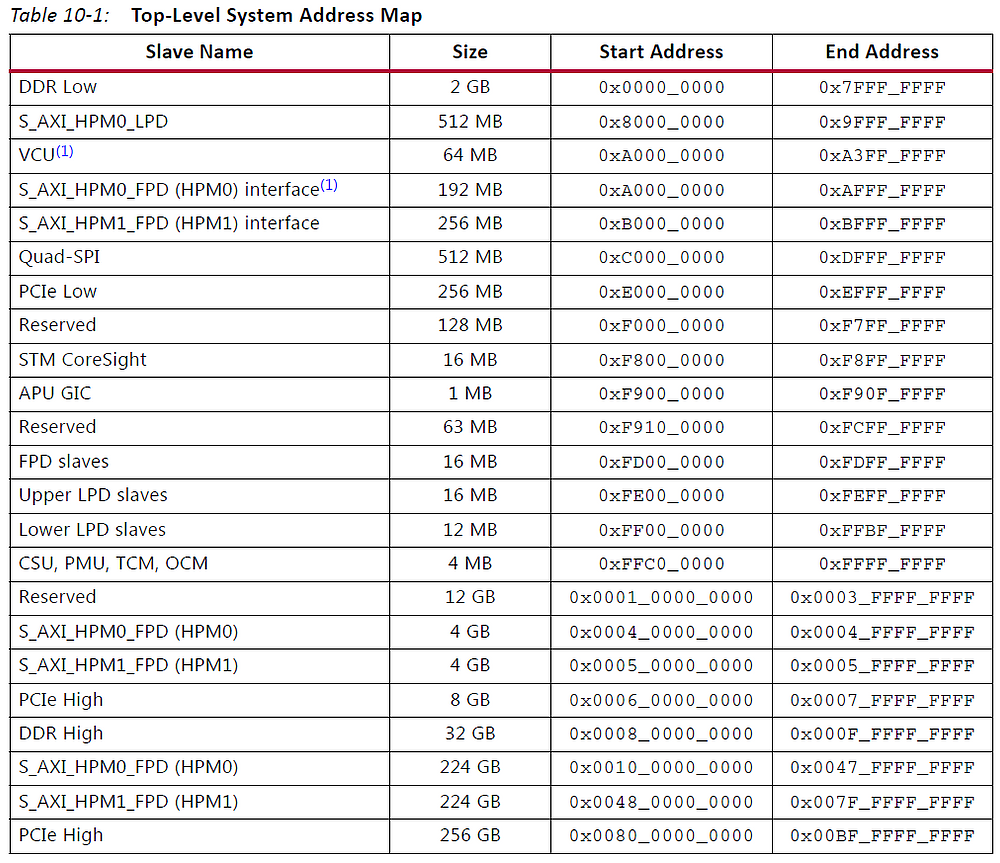 Table 10-1: Top-Level System Address Map
Slave Name Size Start Address End Address
DDR Low 2 GB 0x0000_0000 0x7FFF_FFFF
S_AXI_HPM0_LPD 512 MB 0x8000_0000 0x9FFF_FFFF
VCU(1) 64 MB 0xA000_0000 0xA3FF_FFFF
S_AXI_HPM0_FPD (HPM0) interface(1) 192 MB 0xA000_0000 0xAFFF_FFFF
S_AXI_HPM1_FPD (HPM1) interface 256 MB 0xB000_0000 0xBFFF_FFFF
Quad-SPI 512 MB 0xC000_0000 0xDFFF_FFFF
PCIe Low 256 MB 0xE000_0000 0xEFFF_FFFF
Reserved 128 MB 0xF000_0000 0xF7FF_FFFF
STM CoreSight 16 MB 0xF800_0000 0xF8FF_FFFF
APU GIC 1 MB 0xF900_0000 0xF90F_FFFF
Reserved 63 MB 0xF910_0000 0xFCFF_FFFF
FPD slaves 16 MB 0xFD00_0000 0xFDFF_FFFF
Upper LPD slaves 16 MB 0xFE00_0000 0xFEFF_FFFF
Lower LPD slaves 12 MB 0xFF00_0000 0xFFBF_FFFF
CSU, PMU, TCM, OCM 4 MB 0xFFC0_0000 0xFFFF_FFFF
Reserved 12 GB 0x0001_0000_0000 0x0003_FFFF_FFFF
S_AXI_HPM0_FPD (HPM0) 4 GB 0x0004_0000_0000 0x0004_FFFF_FFFF
S_AXI_HPM1_FPD (HPM1) 4 GB 0x0005_0000_0000 0x0005_FFFF_FFFF
PCIe High 8 GB 0x0006_0000_0000 0x0007_FFFF_FFFF
DDR High 32 GB 0x0008_0000_0000 0x000F_FFFF_FFFF
S_AXI_HPM0_FPD (HPM0) 224 GB 0x0010_0000_0000 0x0047_FFFF_FFFF
S_AXI_HPM1_FPD (HPM1) 224 GB 0x0048_0000_0000 0x007F_FFFF_FFFF
PCIe High 256 GB 0x0080_0000_0000 0x00BF_FFFF_FFFF